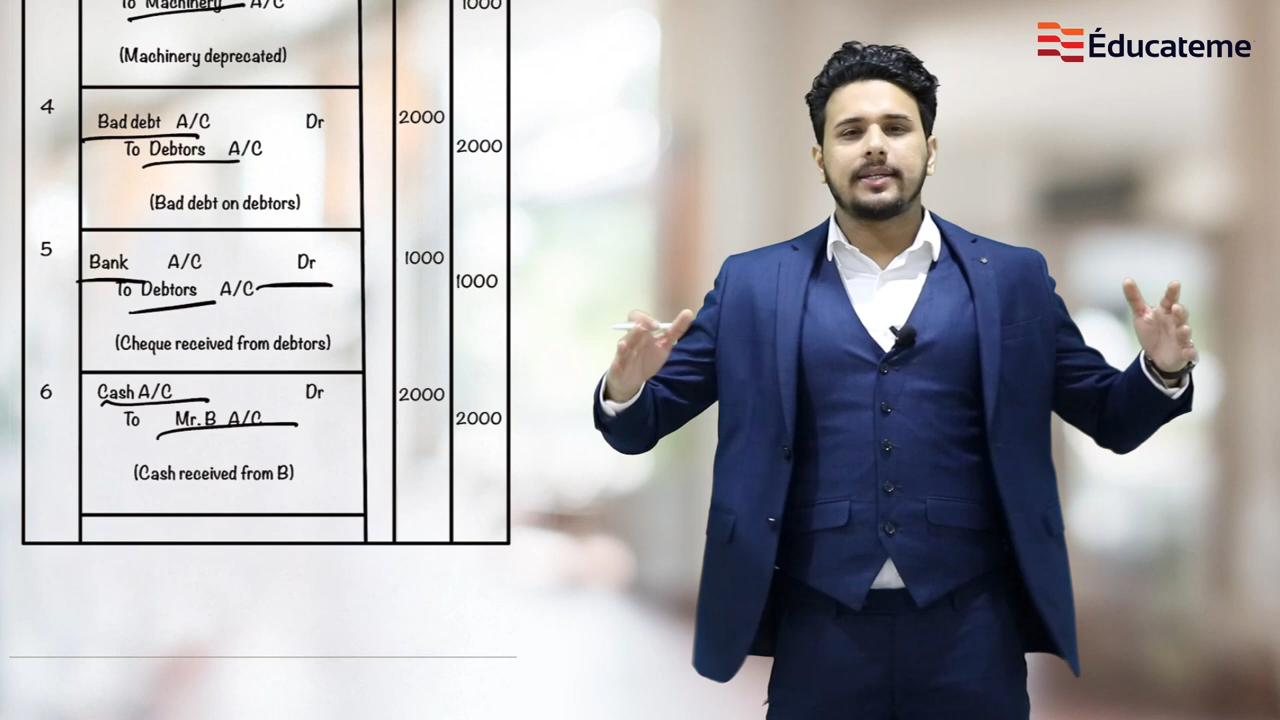 To Machinery A/C 1000
(Machinery deprecated)
4 Bad debt A/C Dr 2000
To Debtors A/C 2000
(Bad debt on debtors)
5 Bank A/C Dr 1000
To Debtors A/C 1000
(Cheque received from debtors)
6 Cash A/C Dr 2000
To Mr. B A/C 2000
(Cash received from B)
Éducateme